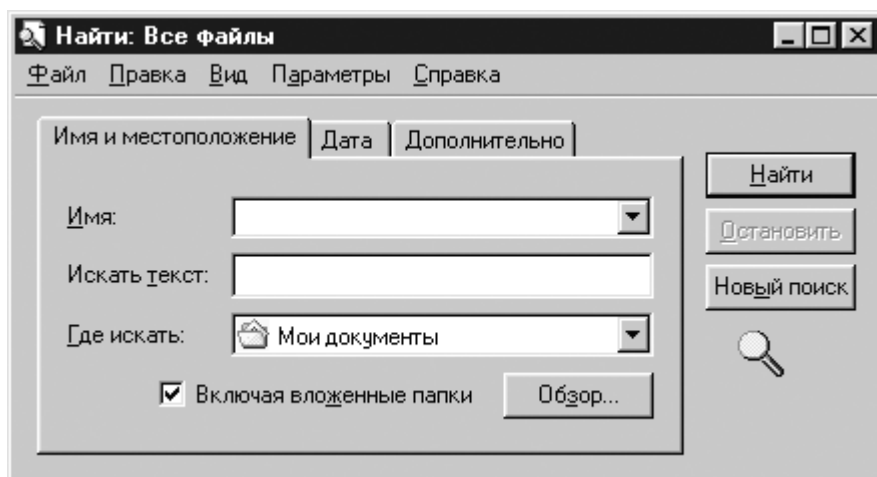 Найти: Все файлы
Файл Правка Вид Параметры Справка
Имя и местоположение Дата Дополнительно
Имя:
Искать текст:
Где искать: Мои документы
Включая вложенные папки Обзор...
Найти
Остановить
Новый поиск